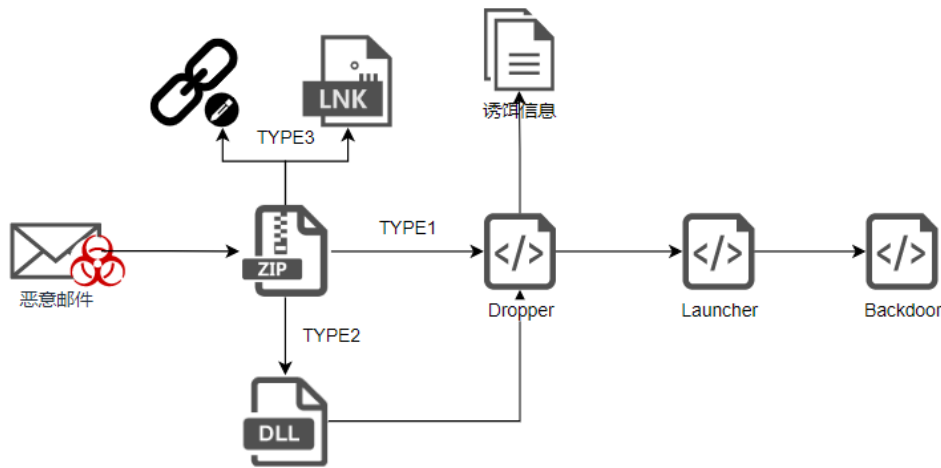 LNK
诱饵信息
TYPE3
TYPE1
ZIP
恶意邮件
Dropper
Launcher
Backdoor
TYPE2
DLL